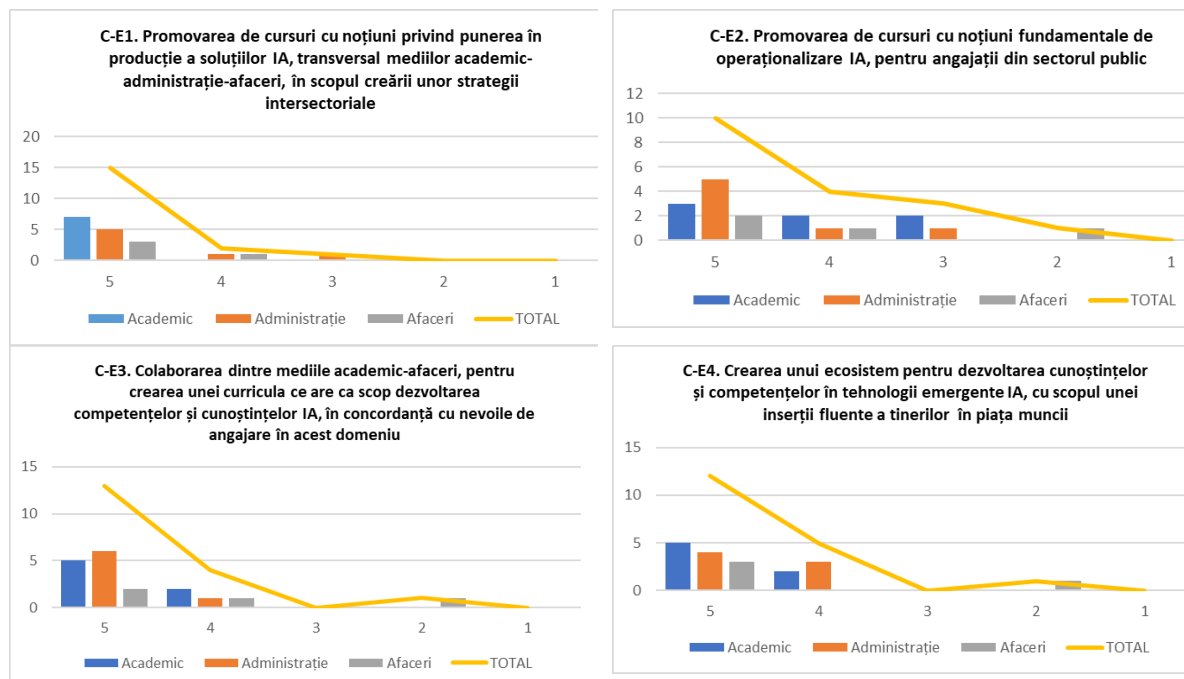 C-E1. Promovarea de cursuri cu noțiuni privind punerea în
producție a soluțiilor IA, transversal mediilor academic-
administrație-afaceri, în scopul creării unor strategii
intersectoriale
20
15
10
5
0
5 4 3 2 1
Academic Administrație Afaceri TOTAL
C-E2. Promovarea de cursuri cu noțiuni fundamentale de
operaționalizare IA, pentru angajații din sectorul public
12
10
8
6
4
2
0
5 4 3 2 1
Academic Administrație Afaceri TOTAL
C-E3. Colaborarea dintre mediile academic-afaceri, pentru
crearea unei curricula ce are ca scop dezvoltarea
competențelor și cunoștințelor IA, în concordanță cu nevoile de
angajare în acest domeniu
15
10
5
0
5 4 3 2 1
Academic Administrație Afaceri TOTAL
C-E4. Crearea unui ecosistem pentru dezvoltarea cunoștințelor
și competențelor în tehnologii emergente IA, cu scopul unei
inserții fluente a tinerilor în piața muncii
15
10
5
0
5 4 3 2 1
Academic Administrație Afaceri TOTAL